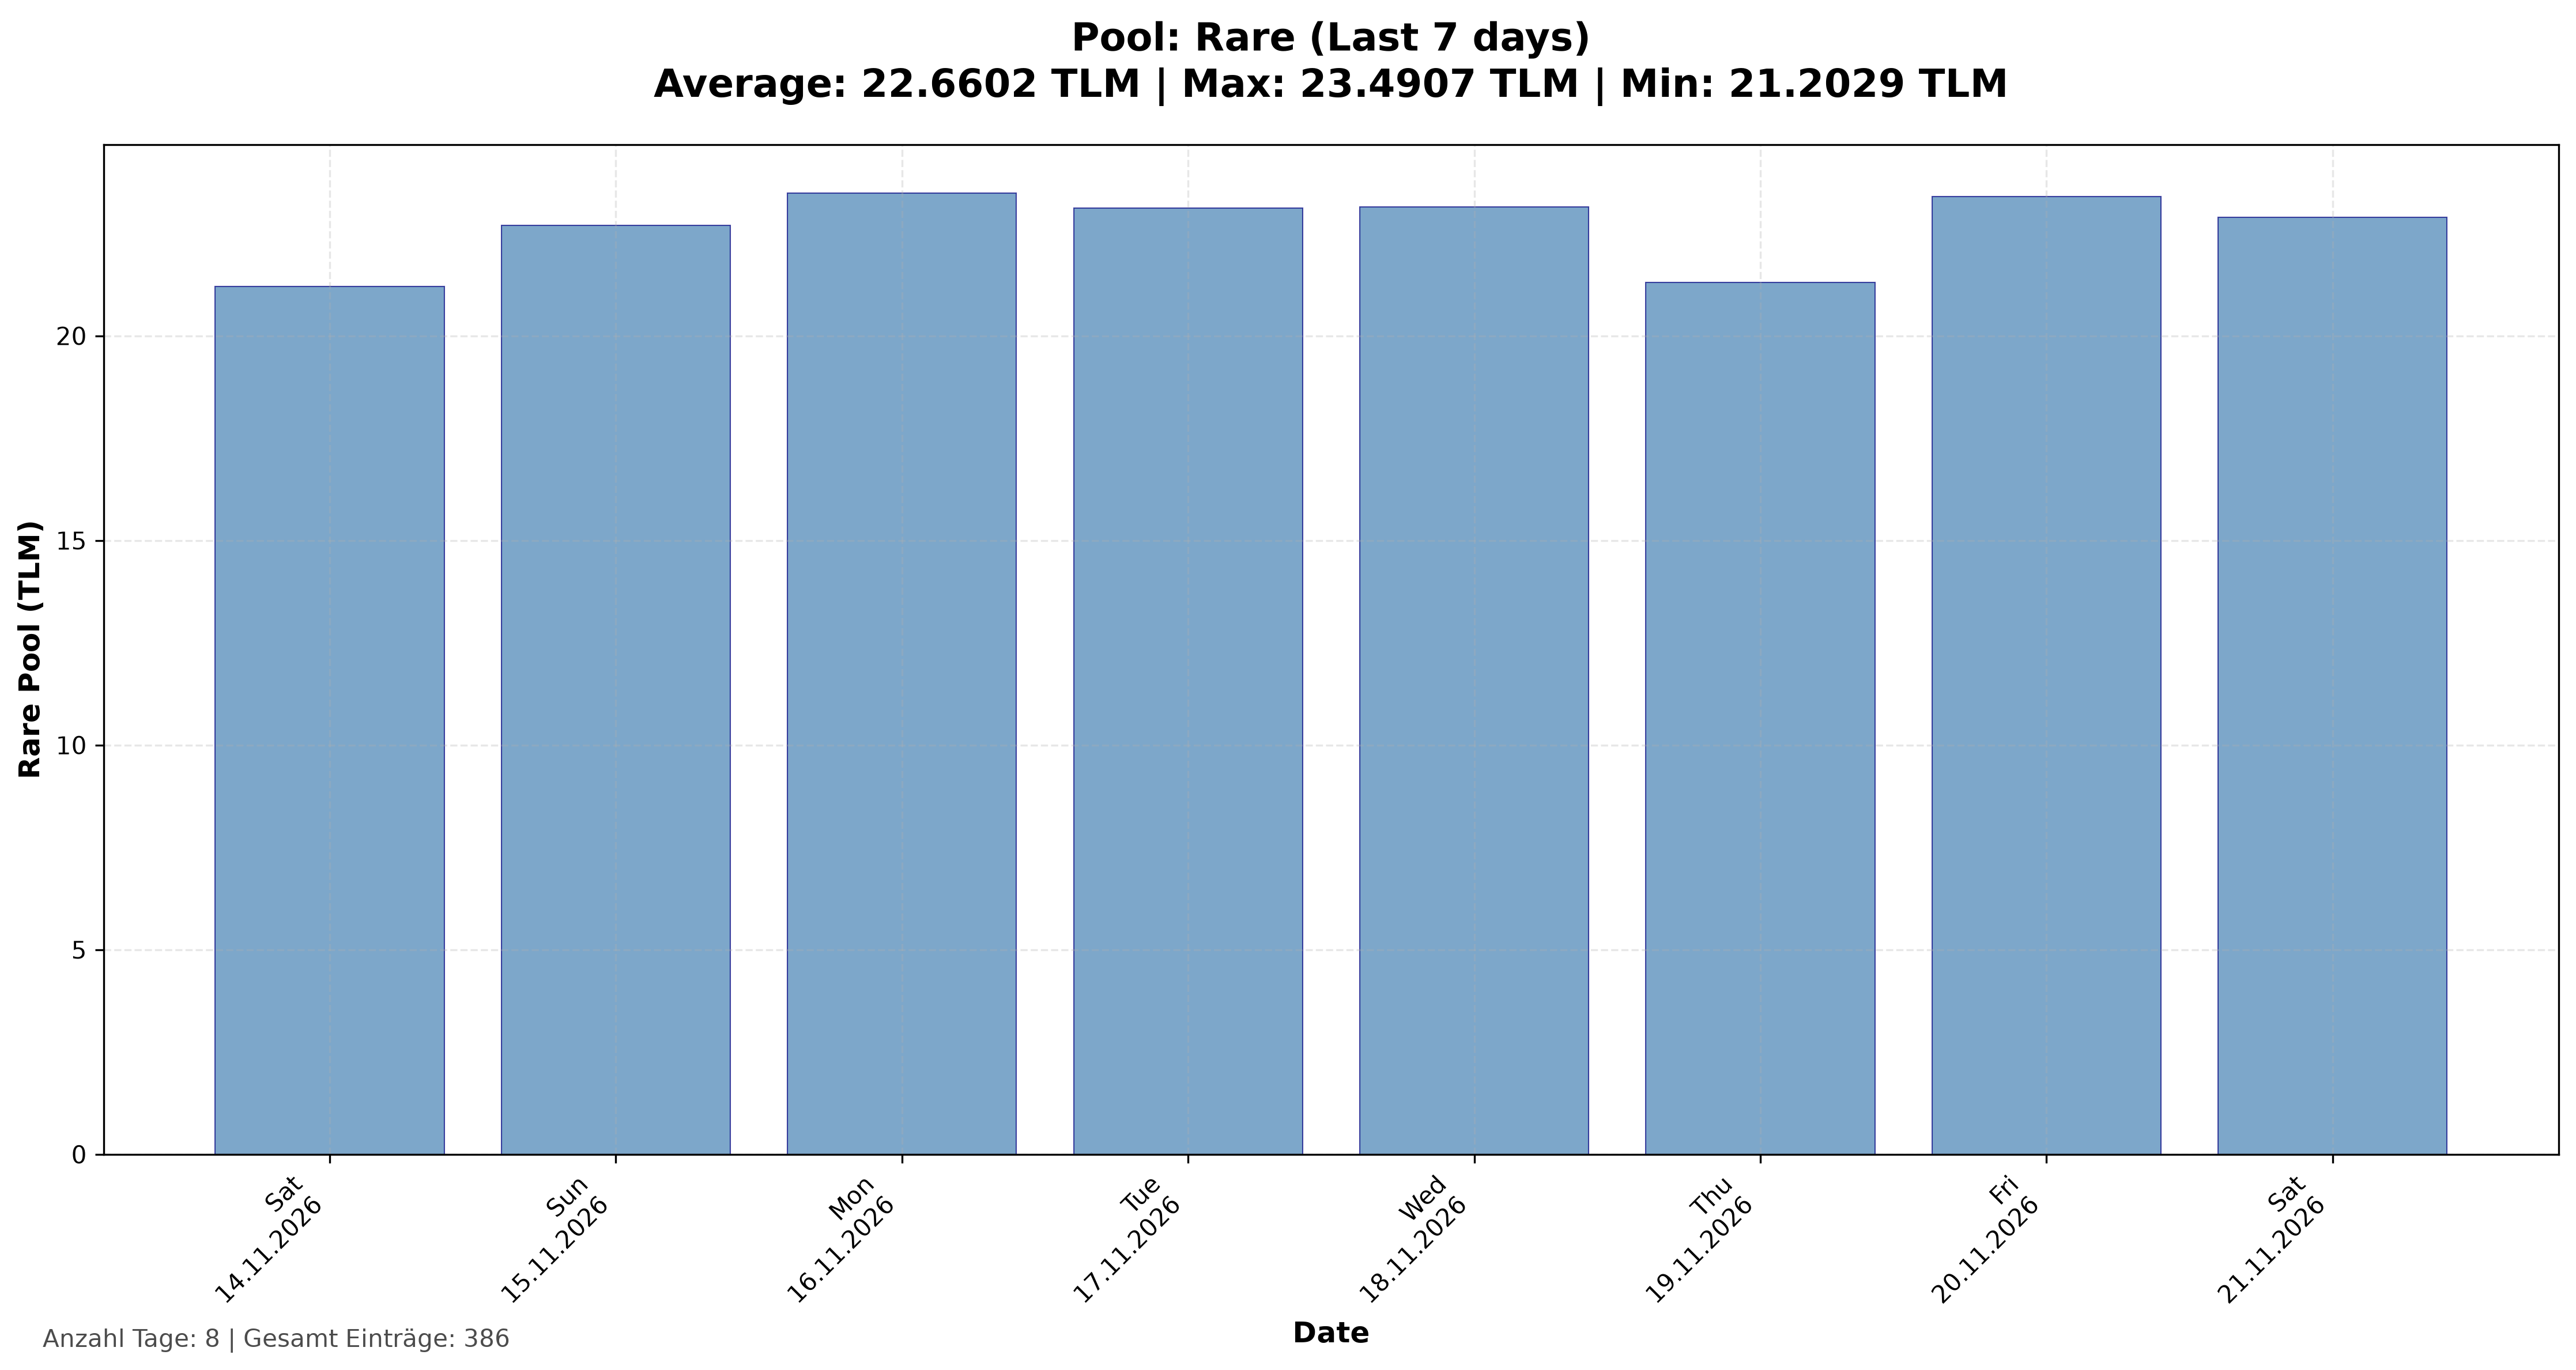 Pool: Rare (Last 7 days)
Average: 22.6602 TLM | Max: 23.4907 TLM | Min: 21.2029 TLM
Rare Pool (TLM)
20
15
10
5
0
Sat
14.11.2026
Sun
15.11.2026
Mon
16.11.2026
Tue
17.11.2026
Wed
18.11.2026
Thu
19.11.2026
Fri
20.11.2026
Sat
21.11.2026
Date
Anzahl Tage: 8 | Gesamt Einträge: 386